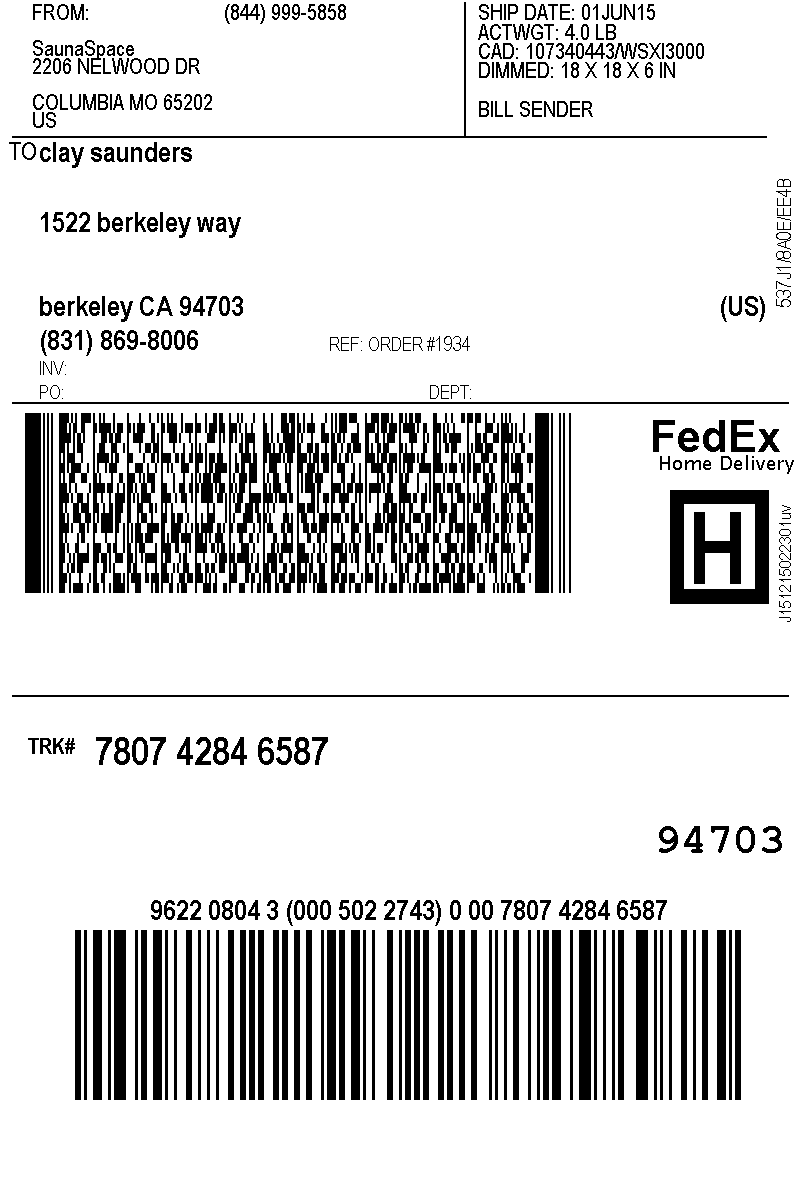 FROM: (844) 999-5858
SaunaSpace
2206 NELWOOD DR
COLUMBIA MO 65202
US
SHIP DATE: 01JUN15
ACTWGT: 4.0 LB
CAD: 107340443/WSXI3000
DIMMED: 18 X 18 X 6 IN
BILL SENDER
TO clay saunders
1522 berkeley way
berkeley CA 94703 (US)
(831) 869-8006 REF: ORDER #1934
INV:
PO: DEPT:
537J1/8A0E/EE4B
FedEx
Home Delivery
H
J151215022301uv
TRK# 7807 4284 6587
94703
9622 0804 3 (000 502 2743) 0 00 7807 4284 6587